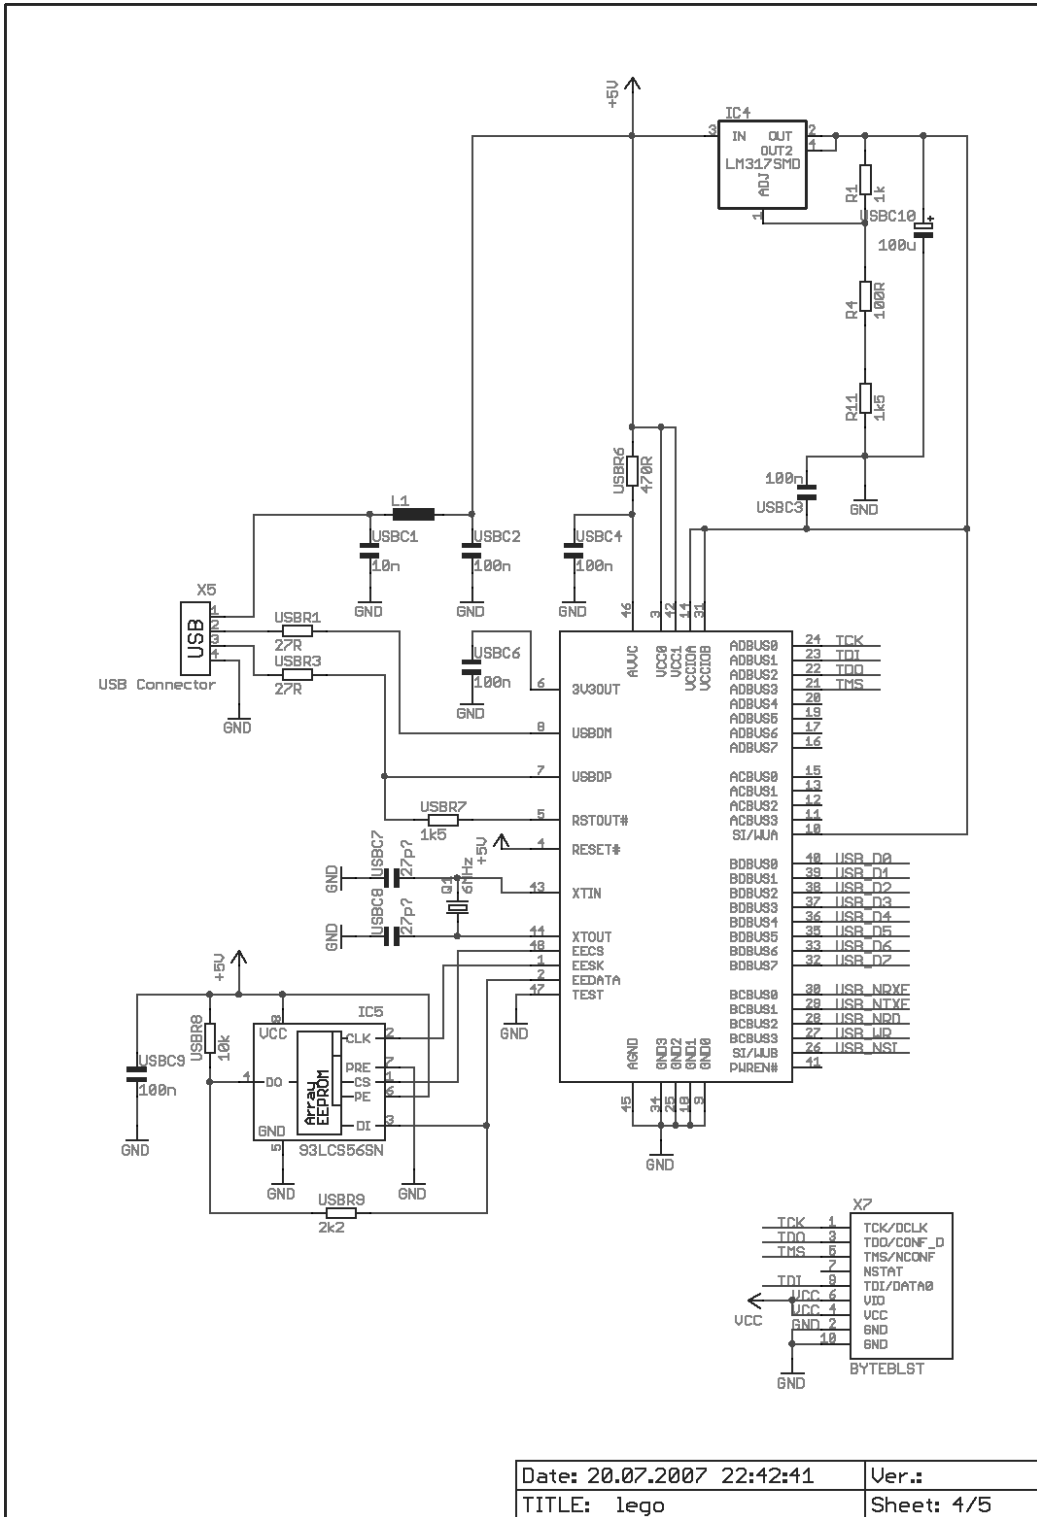 +5V
IC4
3 IN OUT 2
OUT2 4
LM317SMD
ADJ
1
R1
1k
USBC10
+
100u
R4
100R
R11
1k5
USBR6
470R
100n
USBC3
GND
L1
USBC1
10n
GND
USBC2
100n
GND
USBC4
100n
GND
X5
USB
1
2
3
4
USB Connector
USBR1
27R
USBR3
27R
GND
USBC6
100n
GND
46
3
42
14
31
AVVC
VCC0
VCC1
VCCIOA
VCCIOB
6 3V3OUT
8 USBDM
7 USBDP
5 RSTOUT#
4 RESET#
43 XTIN
44 XTOUT
48 EECS
1 EESK
2 EEDATA
47 TEST
ADBUS0 24 TCK
ADBUS1 23 TDI
ADBUS2 22 TDO
ADBUS3 21 TMS
ADBUS4 20
ADBUS5 19
ADBUS6 17
ADBUS7 16
ACBUS0 15
ACBUS1 13
ACBUS2 12
ACBUS3 11
SI/WUA 10
BDBUS0 40 USB_D0
BDBUS1 39 USB_D1
BDBUS2 38 USB_D2
BDBUS3 37 USB_D3
BDBUS4 36 USB_D4
BDBUS5 35 USB_D5
BDBUS6 33 USB_D6
BDBUS7 32 USB_D7
BCBUS0 30 USB_NRXF
BCBUS1 29 USB_NTXE
BCBUS2 28 USB_NRD
BCBUS3 27 USB_WR
SI/WUB 26 USB_NSI
PWREN# 41
AGND
GND3
GND2
GND1
GND0
45
34
25
18
9
GND
USBR7
1k5
+5V
USBC7
27p?
GND
Q1
6MHz
USBC8
27p?
GND
GND
+5V
USBR8
10k
USBC9
100n
GND
IC5
8
VCC
CLK 2
PRE 7
CS 1
PE 6
DI 3
4 DO
Array
EEPROM
GND
5
93LCS56SN
GND
GND
USBR9
2k2
X7
TCK 1 TCK/DCLK
TDO 3 TDO/CONF_D
TMS 5 TMS/NCONF
7 NSTAT
TDI 9 TDI/DATA0
VCC 6 VIO
VCC 4 VCC
GND 2 GND
10 GND
VCC
GND
BYTEBLST
Date: 20.07.2007 22:42:41
Ver.:
TITLE: lego
Sheet: 4/5